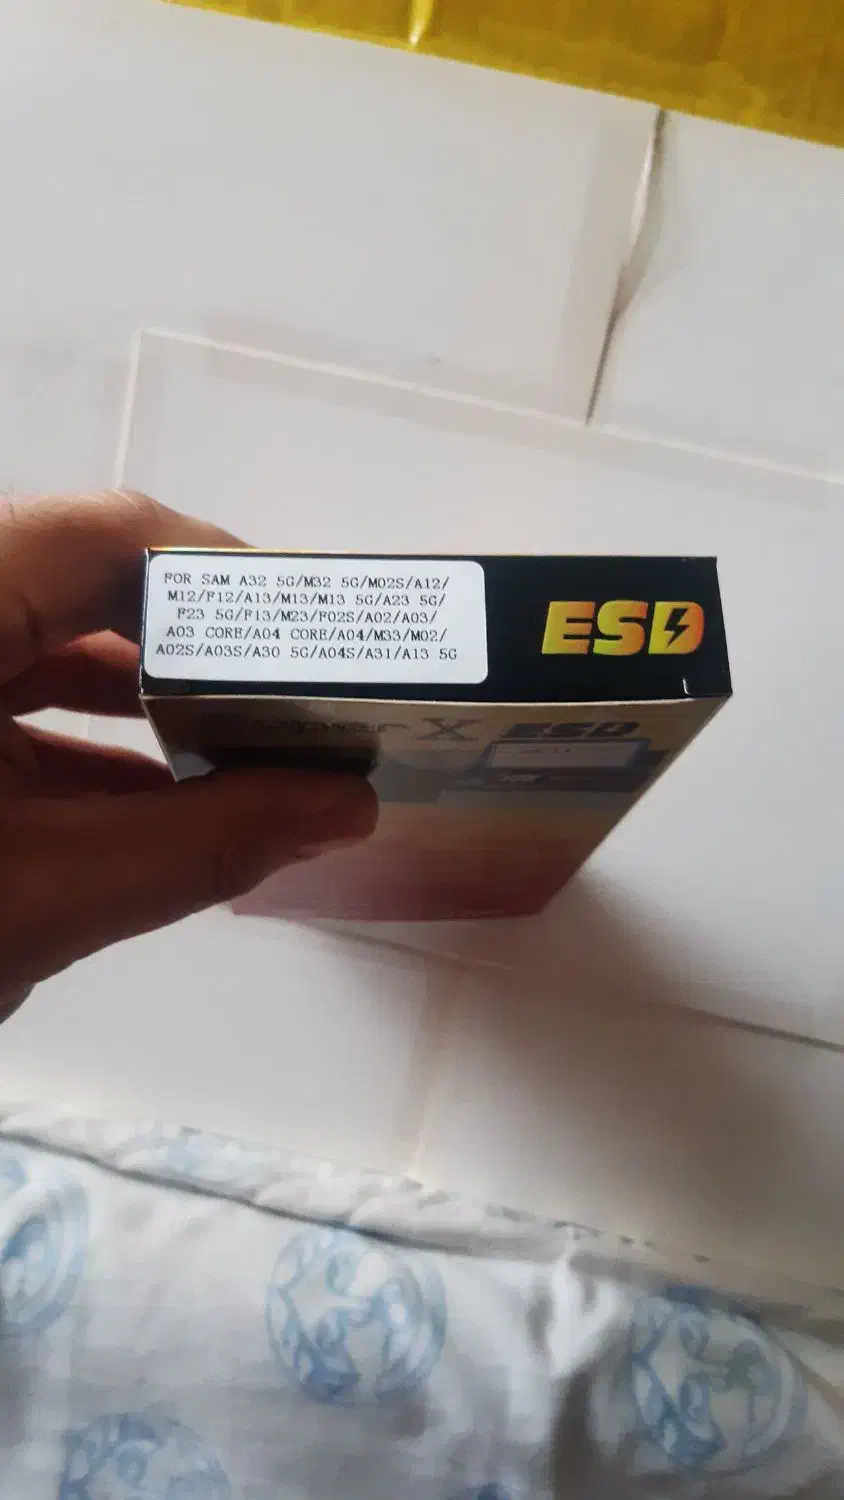 FOR SAM A32 5G/M32 5G/M02S/A12/
M12/F12/A13/M13/M13 5G/A23 5G/
F23 5G/F13/M23/F02S/A02/A03/
A03 CORE/A04 CORE/A04/M33/M02/
A02S/A03S/A30 5G/A04S/A31/A13 5G
ESD
X ESD